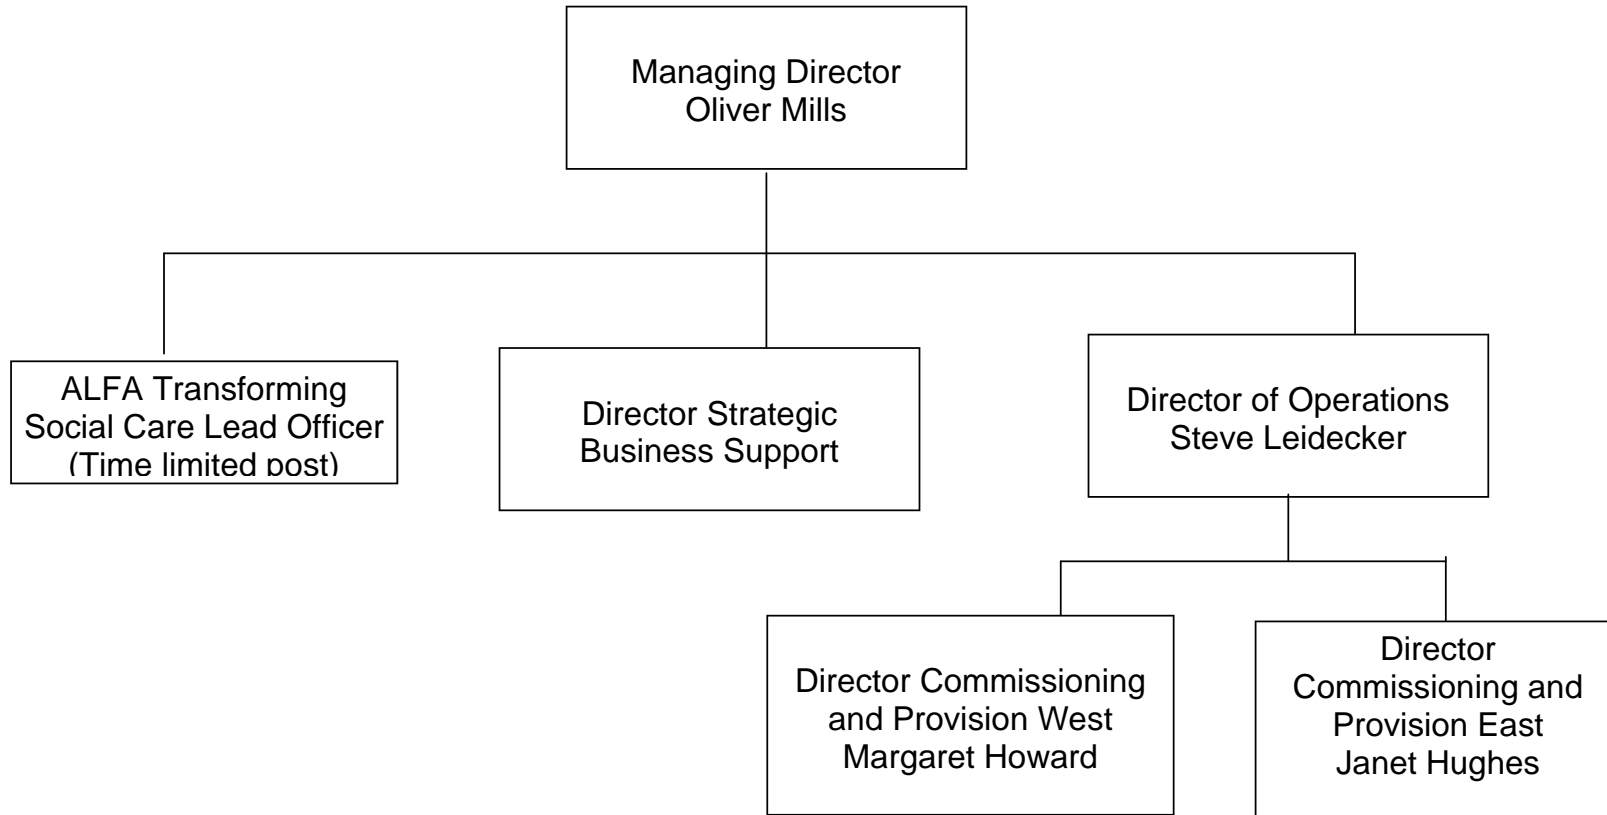 Managing Director
Oliver Mills
ALFA Transforming
Social Care Lead Officer
(Time limited post)
Director Strategic
Business Support
Director of Operations
Steve Leidecker
Director Commissioning
and Provision West
Margaret Howard
Director
Commissioning and
Provision East
Janet Hughes